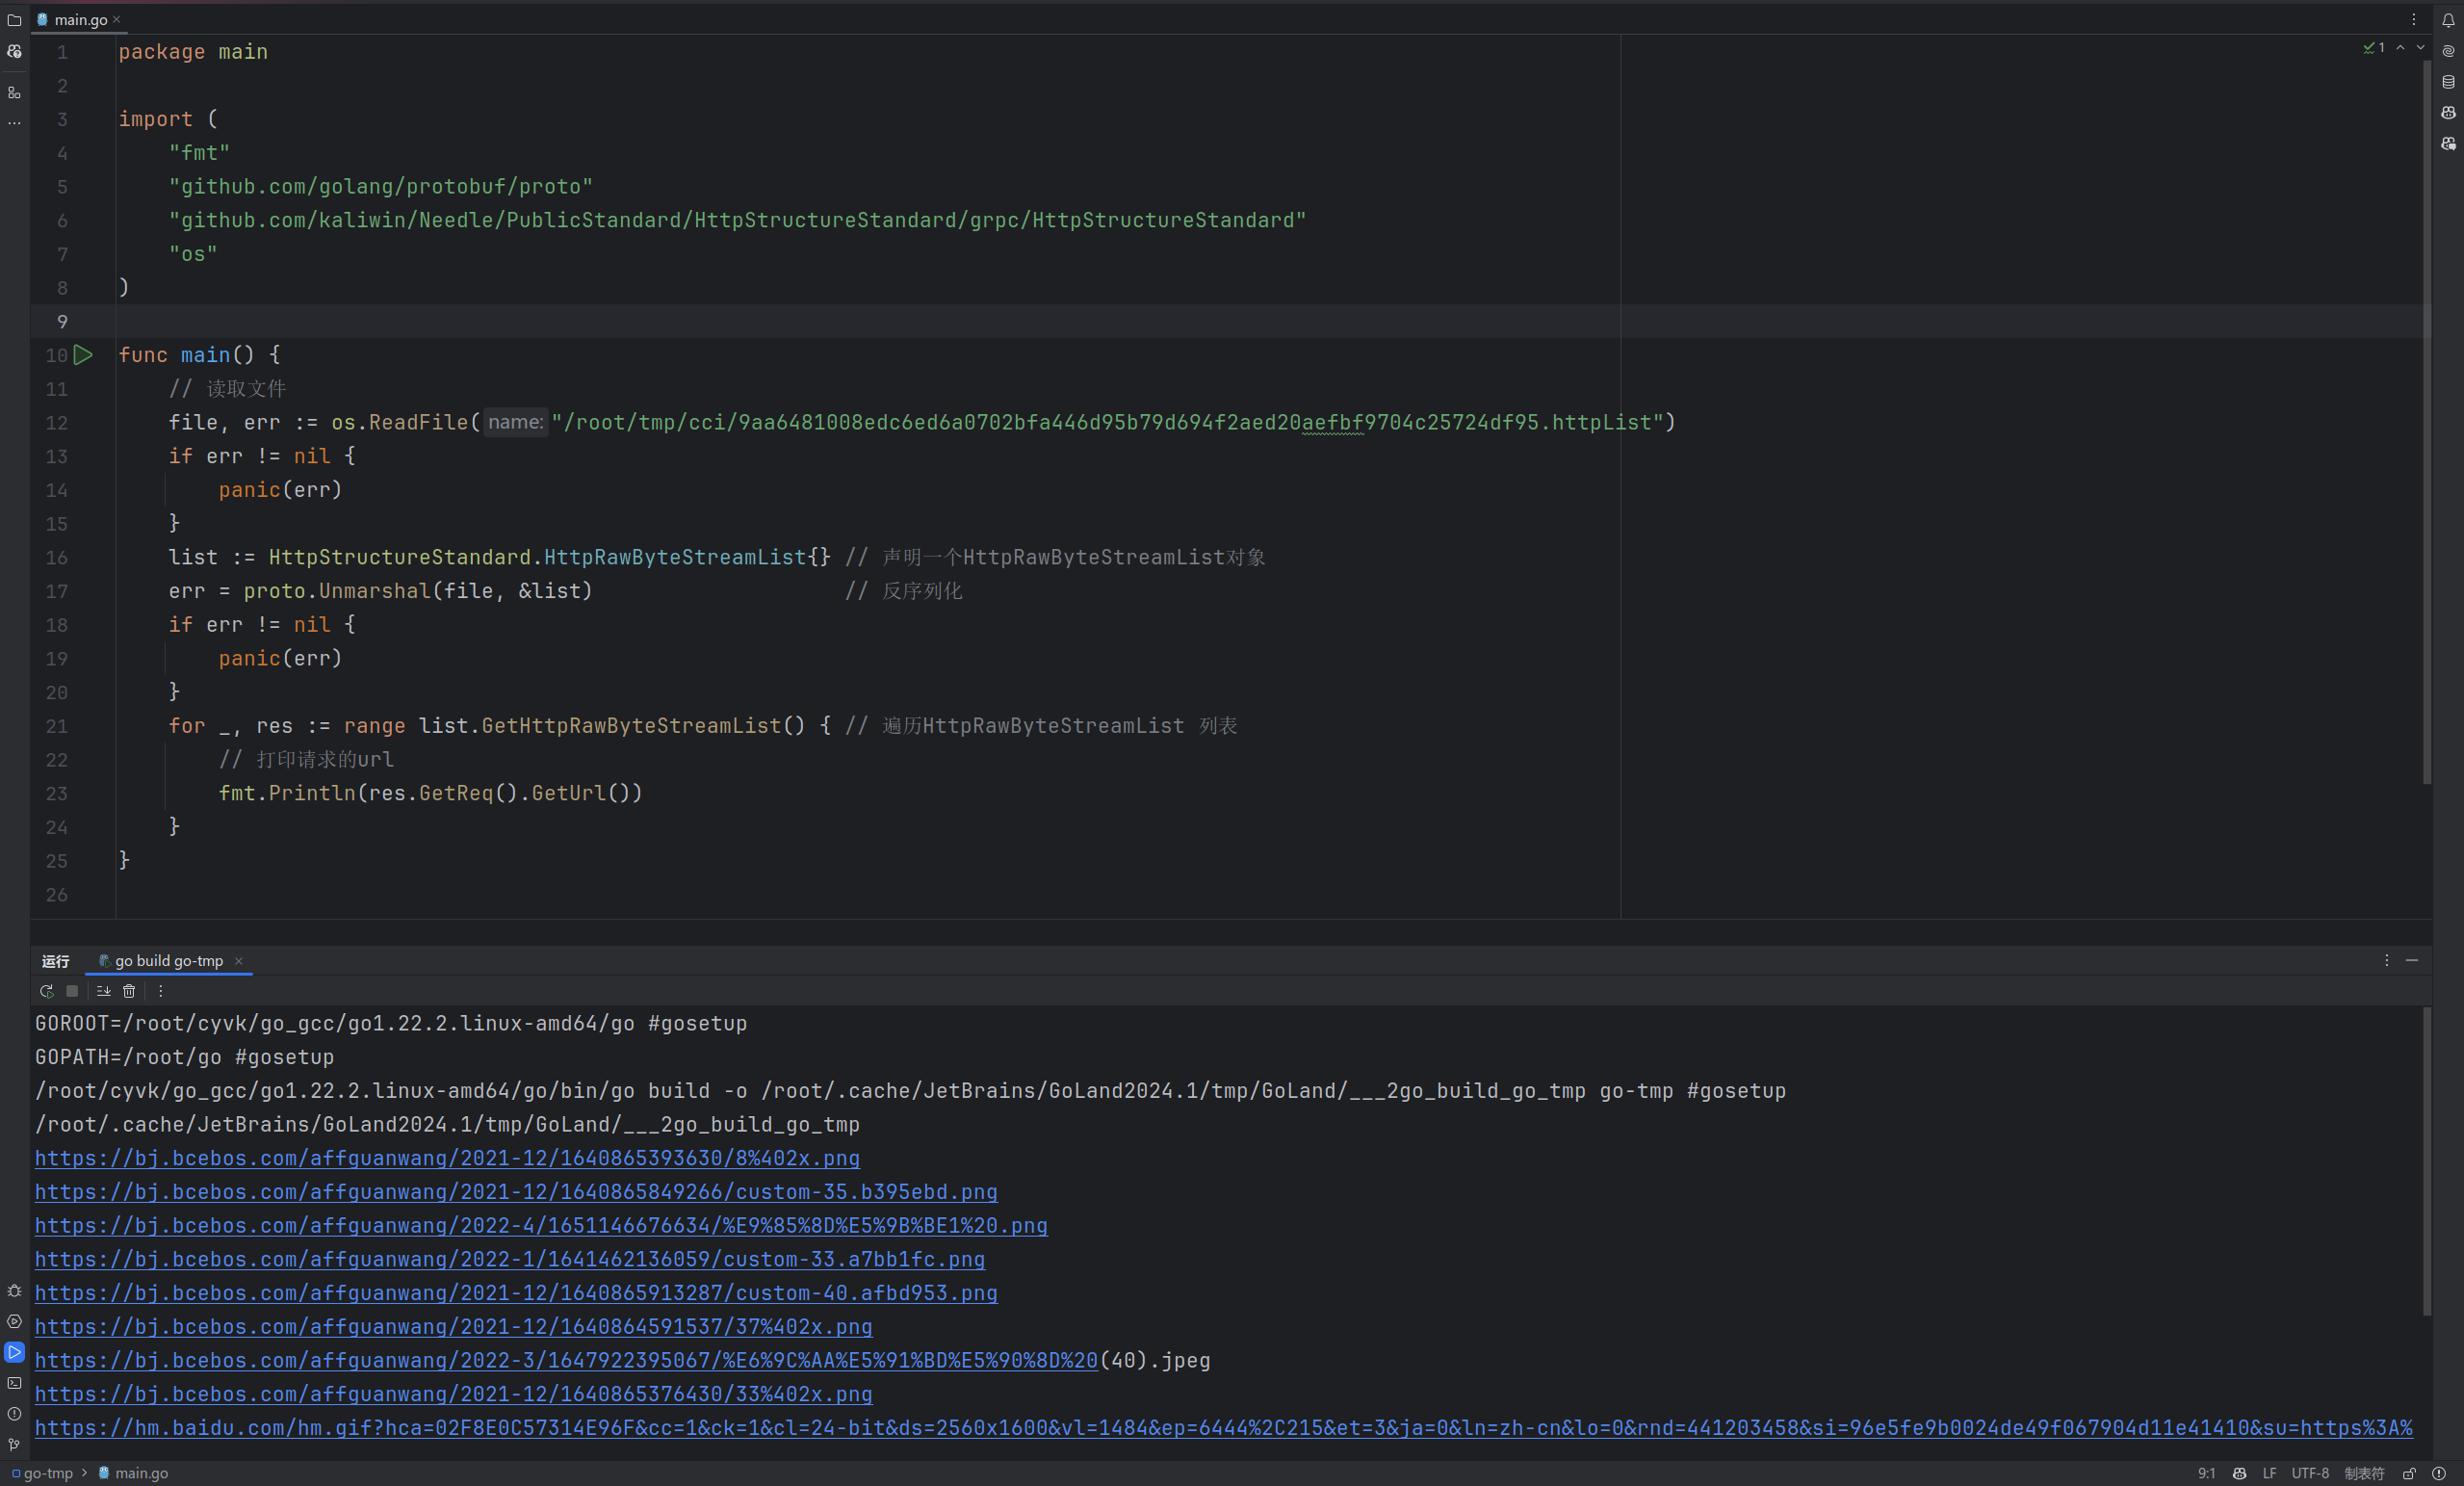 main.go
1 package main
2
3 import (
4 "fmt"
5 "github.com/golang/protobuf/proto"
6 "github.com/kaliwin/Needle/PublicStandard/HttpStructureStandard/grpc/HttpStructureStandard"
7 "os"
8 )
9
10 func main() {
11 // 读取文件
12 file, err := os.ReadFile( name: "/root/tmp/cci/9aa6481008edc6ed6a0702bfa446d95b79d694f2aed20aefbf9704c25724df95.httpList")
13 if err != nil {
14 panic(err)
15 }
16 list := HttpStructureStandard.HttpRawByteStreamList{} // 声明一个HttpRawByteStreamList对象
17 err = proto.Unmarshal(file, &list) // 反序列化
18 if err != nil {
19 panic(err)
20 }
21 for _, res := range list.GetHttpRawByteStreamList() { // 遍历HttpRawByteStreamList 列表
22 // 打印请求的url
23 fmt.Println(res.GetReq().GetUrl())
24 }
25 }
26
1
运行 go build go-tmp
GOROOT=/root/cyvk/go_gcc/go1.22.2.linux-amd64/go #gosetup
GOPATH=/root/go #gosetup
/root/cyvk/go_gcc/go1.22.2.linux-amd64/go/bin/go build -o /root/.cache/JetBrains/GoLand2024.1/tmp/GoLand/___2go_build_go_tmp go-tmp #gosetup
/root/.cache/JetBrains/GoLand2024.1/tmp/GoLand/___2go_build_go_tmp
https://bj.bcebos.com/affguanwang/2021-12/1640865393630/8%402x.png
https://bj.bcebos.com/affguanwang/2021-12/1640865849266/custom-35.b395ebd.png
https://bj.bcebos.com/affguanwang/2022-4/1651146676634/%E9%85%8D%E5%9B%BE1%20.png
https://bj.bcebos.com/affguanwang/2022-1/1641462136059/custom-33.a7bb1fc.png
https://bj.bcebos.com/affguanwang/2021-12/1640865913287/custom-40.afbd953.png
https://bj.bcebos.com/affguanwang/2021-12/1640864591537/37%402x.png
https://bj.bcebos.com/affguanwang/2022-3/1647922395067/%E6%9C%AA%E5%91%BD%E5%90%8D%20(40).jpeg
https://bj.bcebos.com/affguanwang/2021-12/1640865376430/33%402x.png
https://hm.baidu.com/hm.gif?hca=02F8E0C57314E96F&cc=1&ck=1&cl=24-bit&ds=2560x1600&vl=1484&ep=6444%2C215&et=3&ja=0&ln=zh-cn&lo=0&rnd=441203458&si=96e5fe9b0024de49f067904d11e41410&su=https%3A%
go-tmp > main.go
9:1 LF UTF-8 制表符